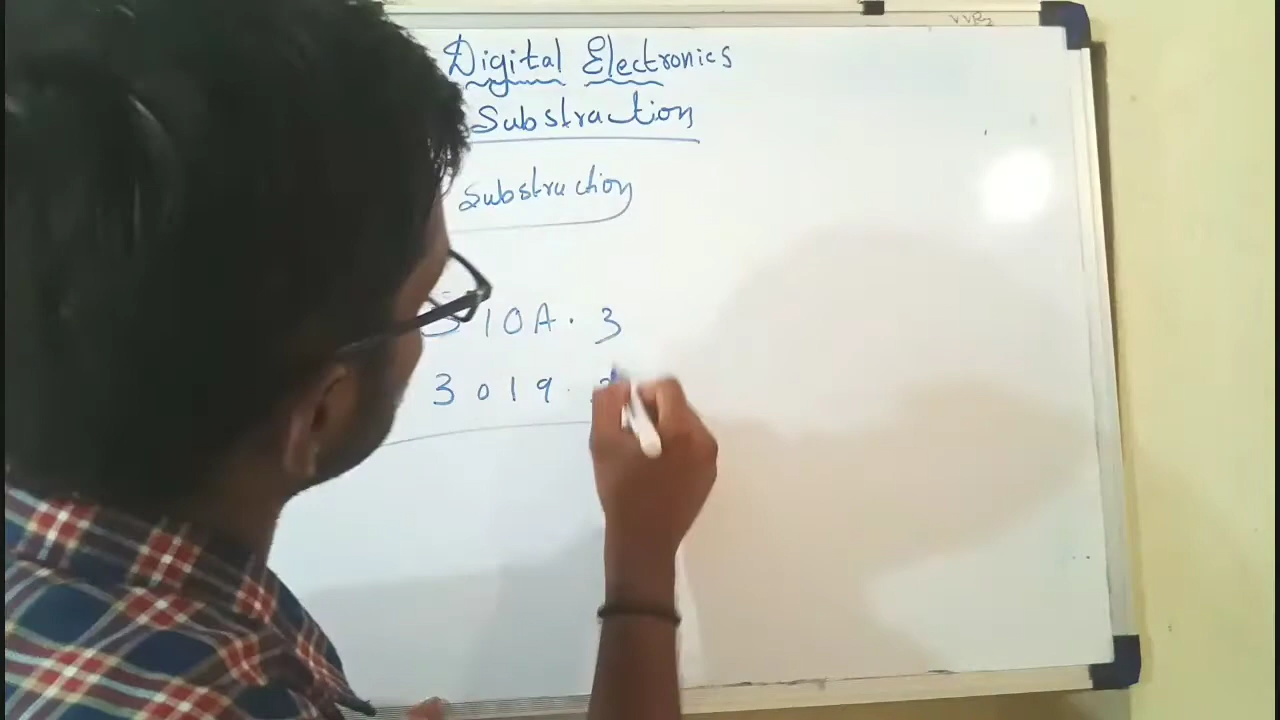 Digital Electronics
Substraction
Substraction
10A.3
3019.